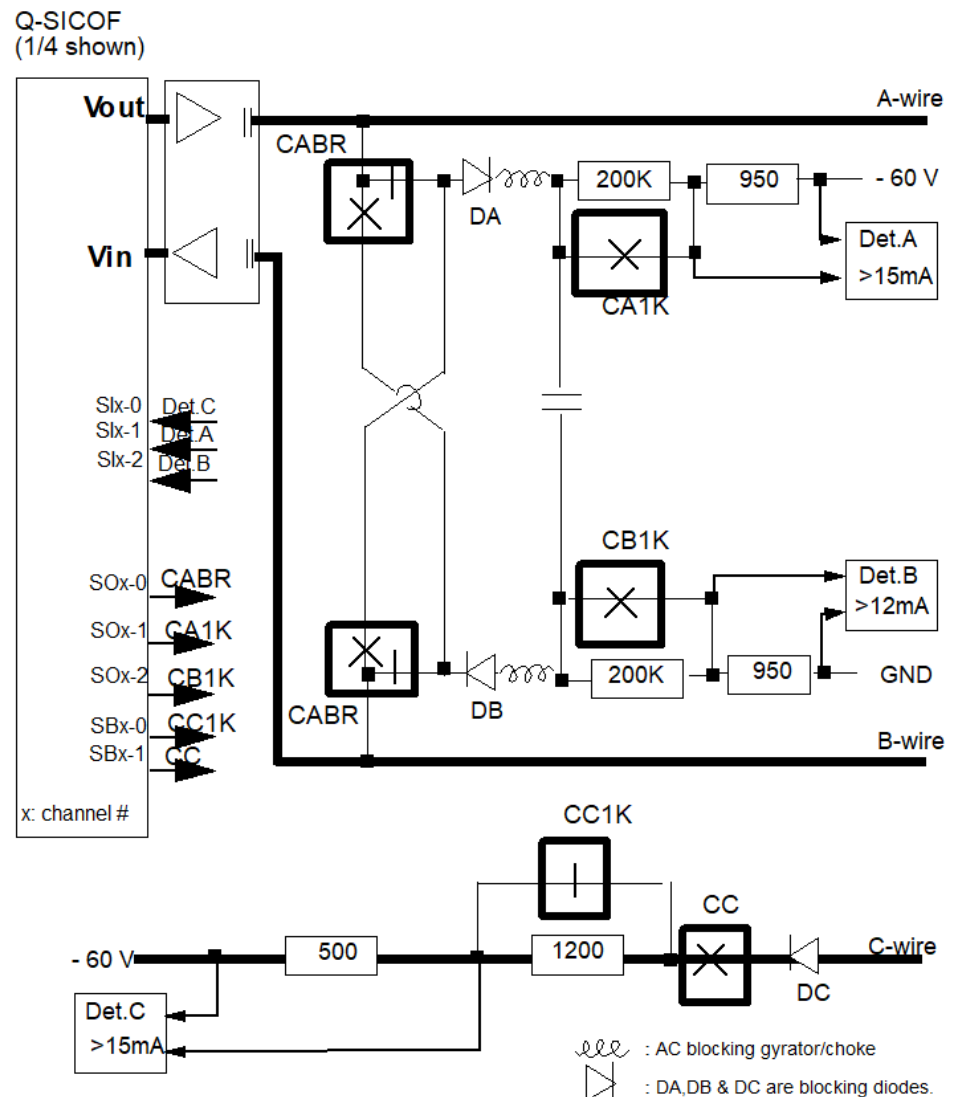 Q-SICOF
(1/4 shown)
Vout
A-wire
CABR
200K
950
- 60 V
DA
Det.A
>15mA
Vin
CA1K
SIx-0 Det.C
SIx-1 Det.A
SIx-2 Det.B
CB1K
Det.B
>12mA
SOx-0 CABR
SOx-1 CA1K
SOx-2 CB1K
200K
950
GND
DB
CABR
SBx-0 CC1K
SBx-1 CC
B-wire
x: channel #
CC1K
CC
- 60 V
500
1200
C-wire
DC
Det.C
>15mA
: AC blocking gyrator/choke
: DA,DB & DC are blocking diodes.